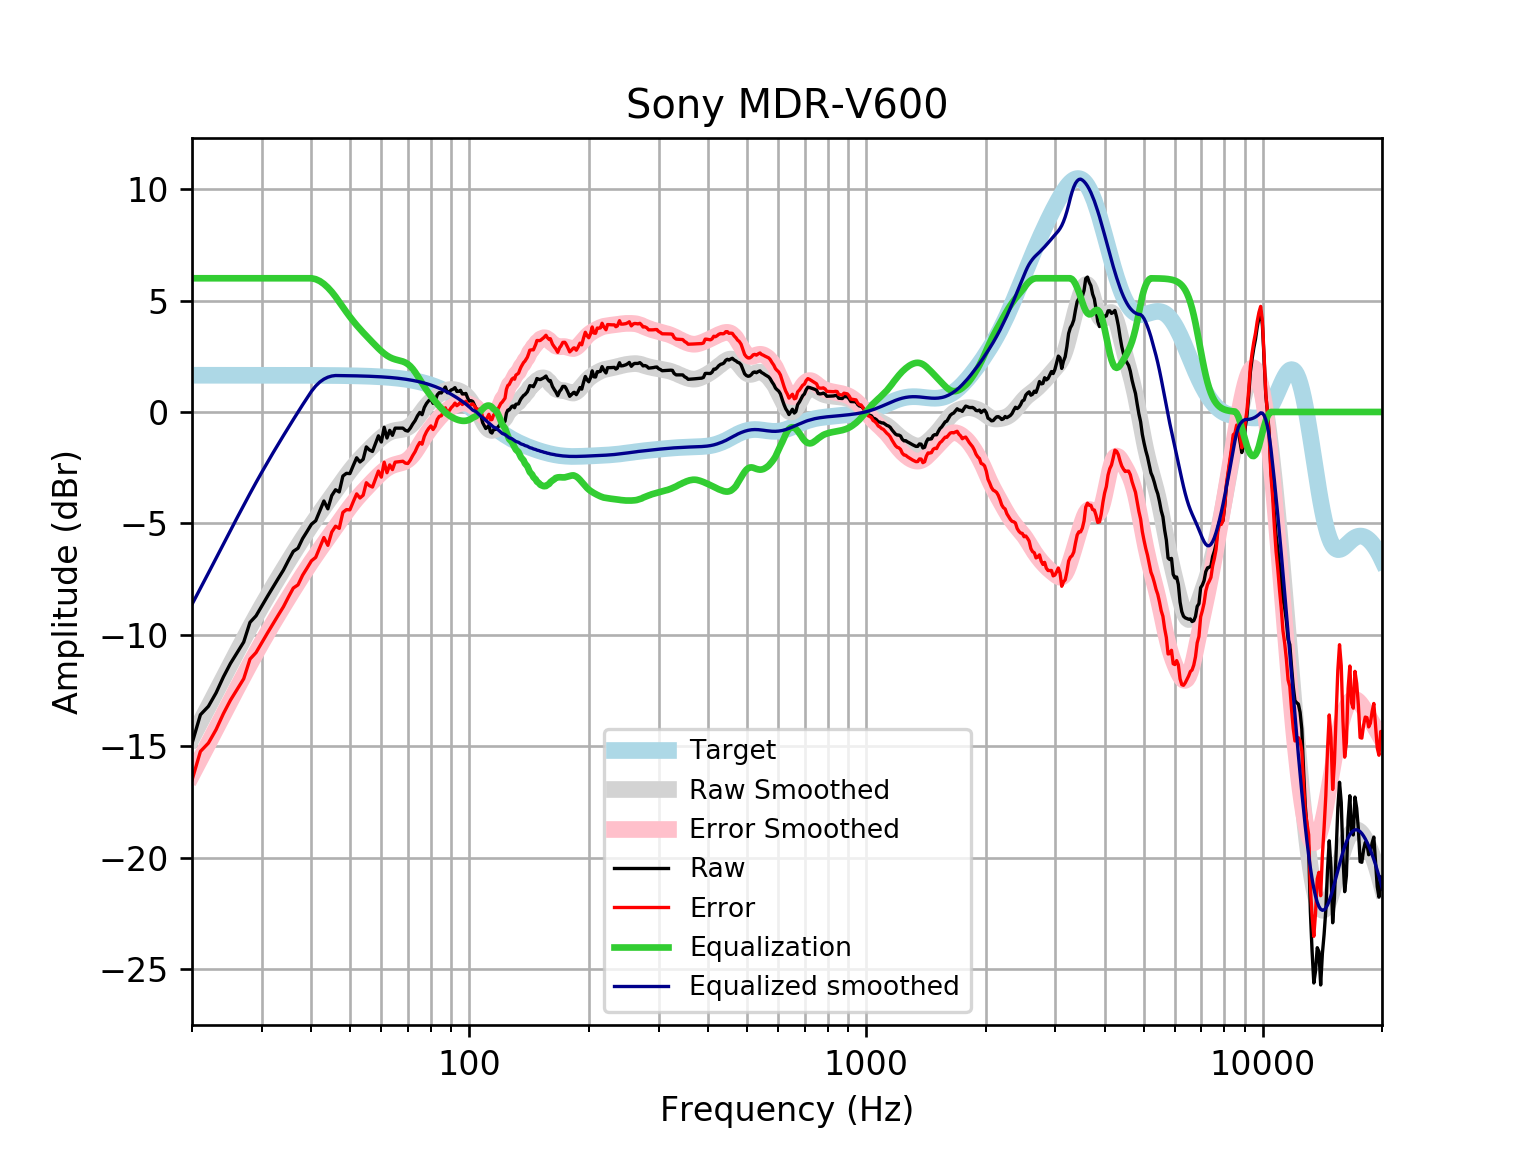 Sony MDR-V600
Amplitude (dBr)
10
5
0
−5
−10
−15
−20
−25
Target
Raw Smoothed
Error Smoothed
Raw
Error
Equalization
Equalized smoothed
100
1000
10000
Frequency (Hz)